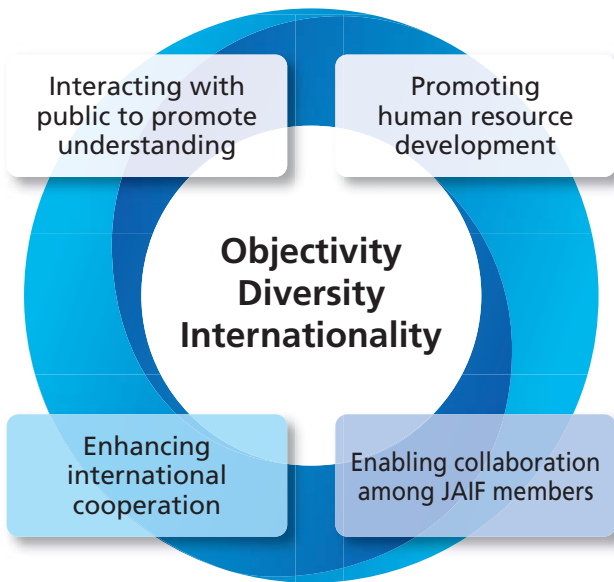 Interacting with
public to promote
understanding
Promoting
human resource
development
Objectivity
Diversity
Internationality
Enhancing
international
cooperation
Enabling collaboration
among JAIF members